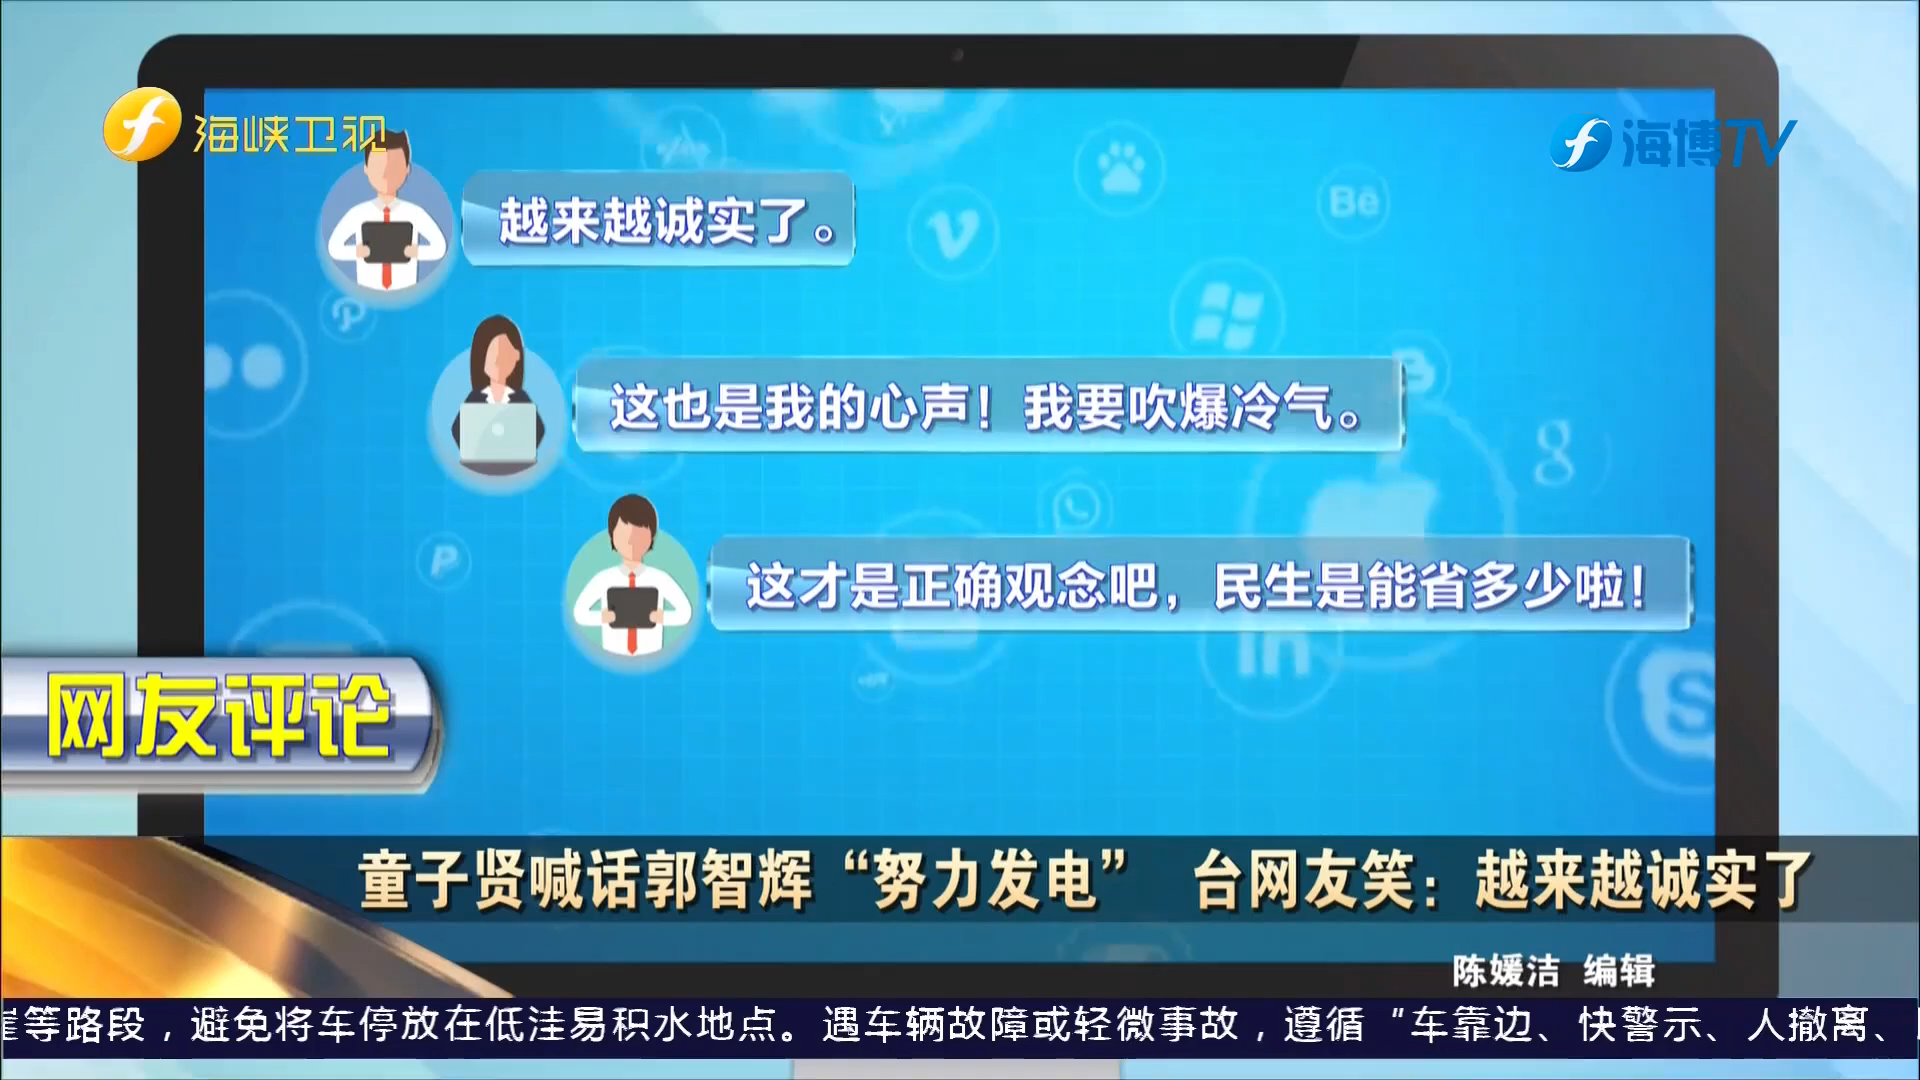 海峡卫视
海博TV
越来越诚实了。
这也是我的心声！我要吹爆冷气。
这才是正确观念吧，民生是能省多少啦！
网友评论
童子贤喊话郭智辉“努力发电” 台网友笑：越来越诚实了
陈媛洁 编辑
等路段，避免将车停放在低洼易积水地点。遇车辆故障或轻微事故，遵循“车靠边、快警示、人撤离、